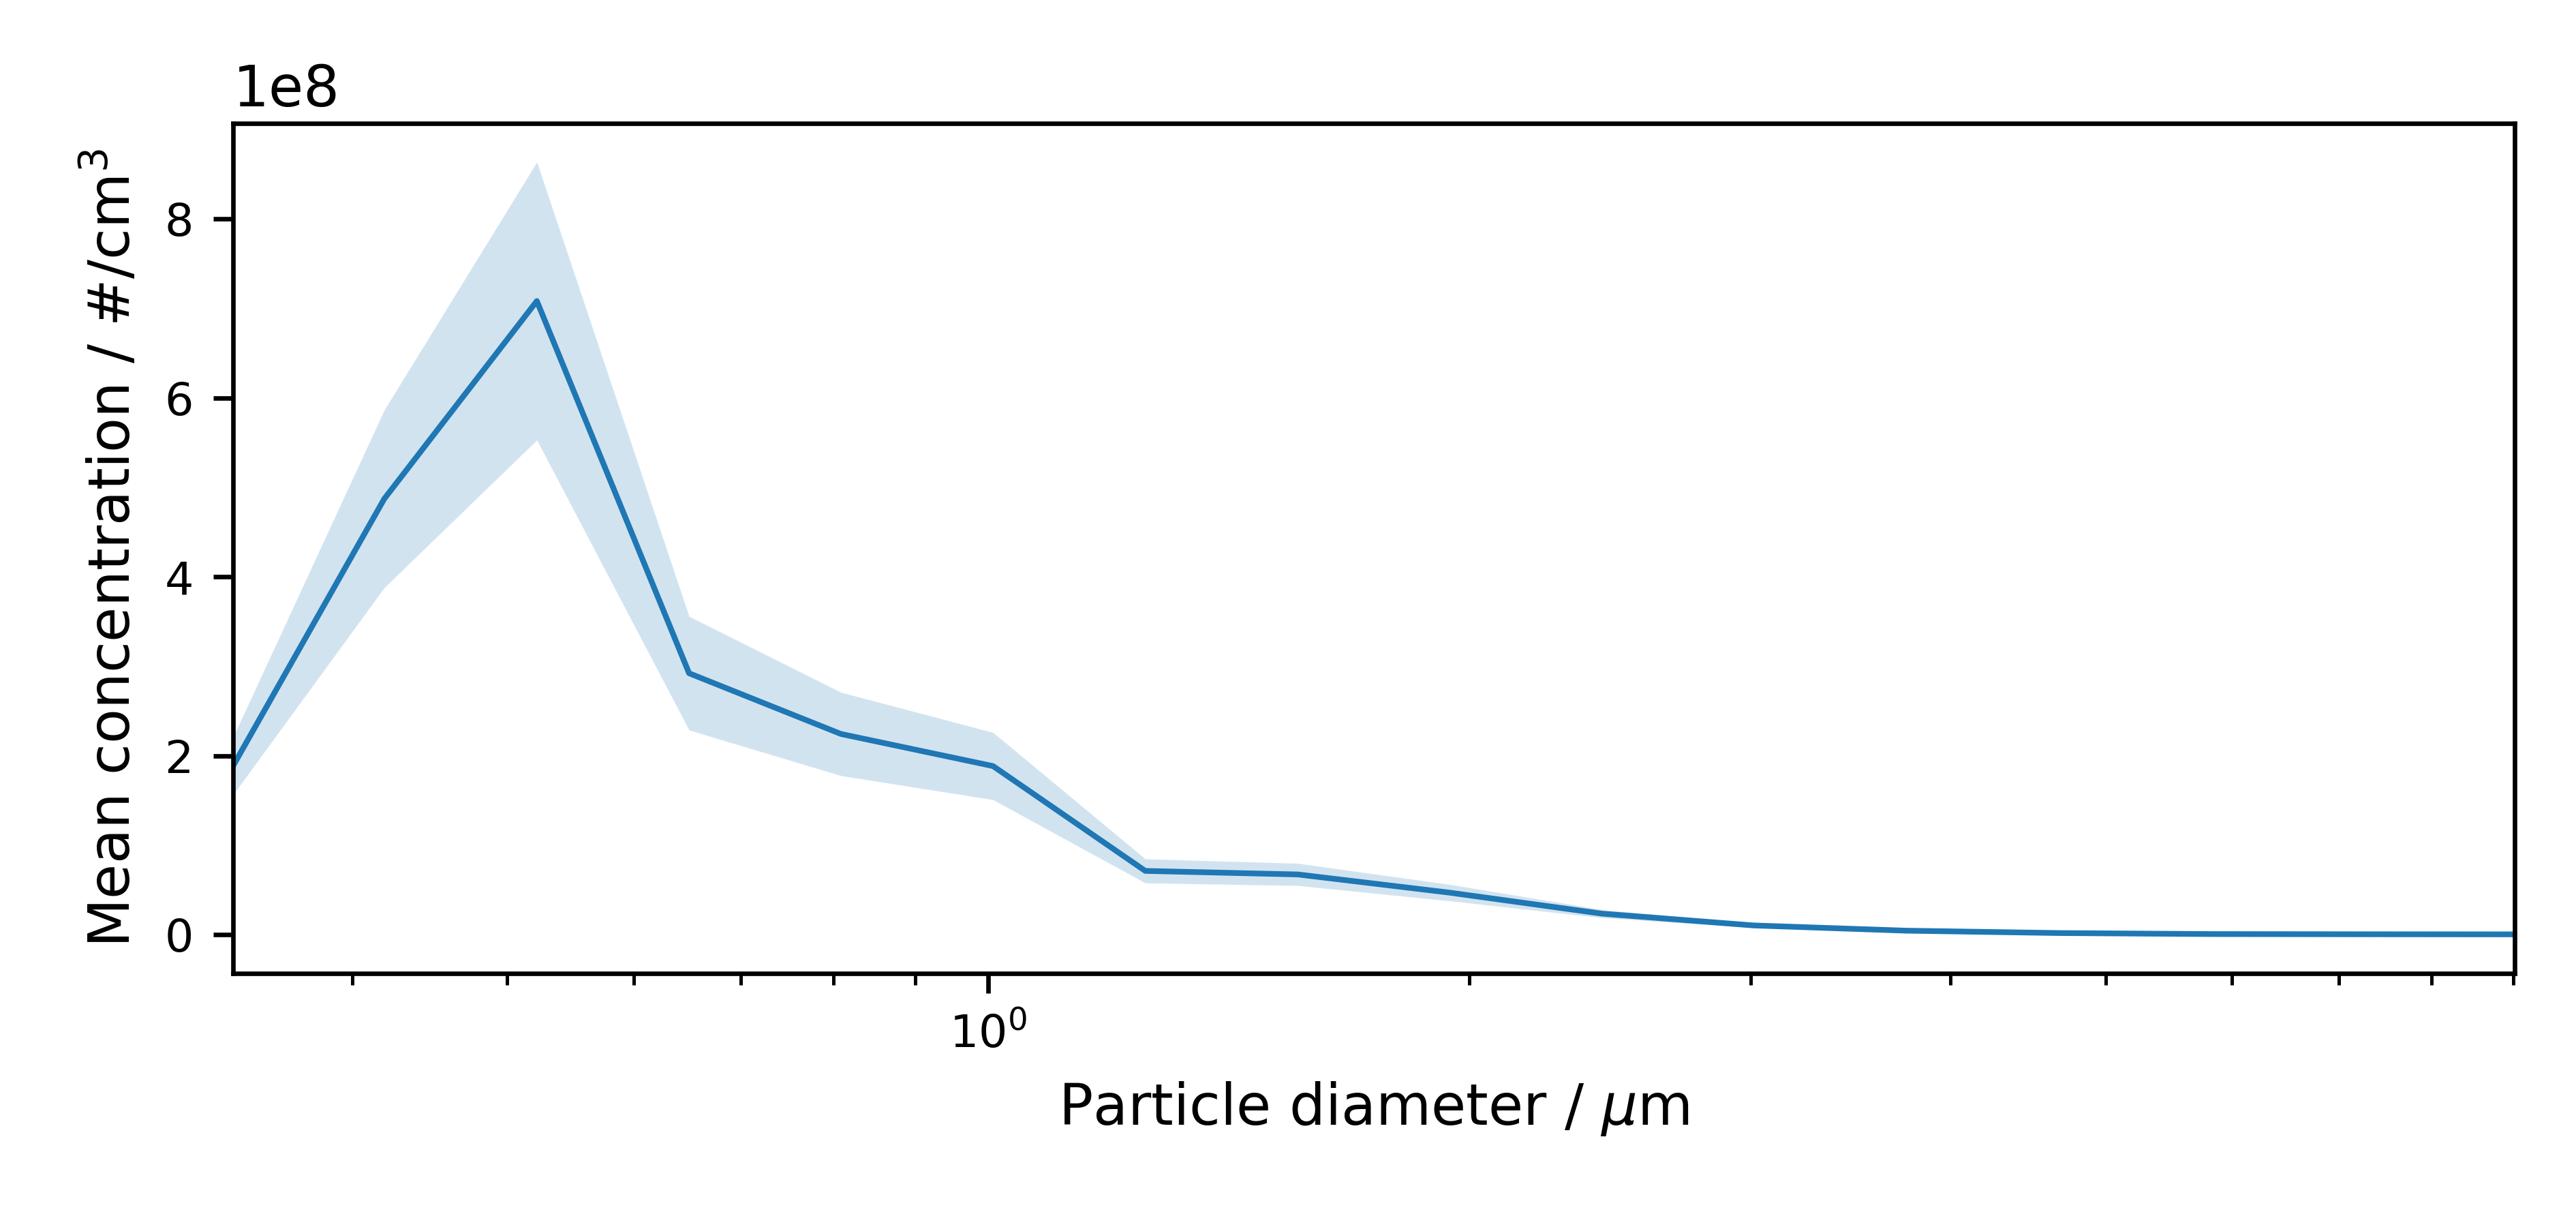 1e8
Mean concentration / #/cm³
8
6
4
2
0
10⁰
Particle diameter / μm